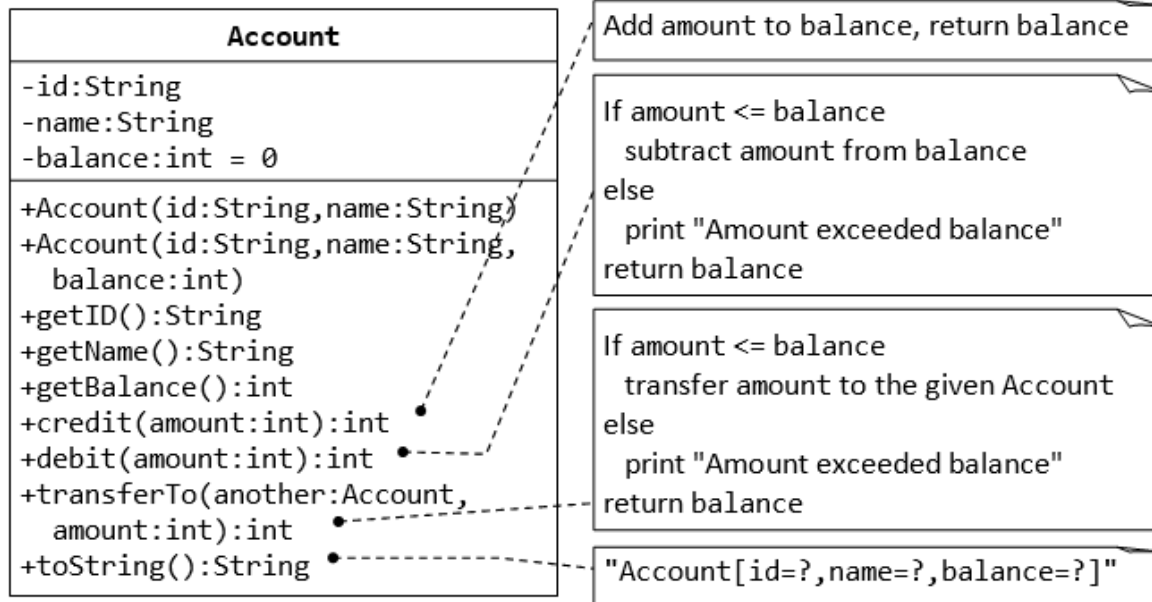 Account
-id:String
-name:String
-balance:int = 0
+Account(id:String,name:String)
+Account(id:String,name:String,
balance:int)
+getID():String
+getName():String
+getBalance():int
+credit(amount:int):int
+debit(amount:int):int
+transferTo(another:Account,
amount:int):int
+toString():String
Add amount to balance, return balance
If amount <= balance
subtract amount from balance
else
print "Amount exceeded balance"
return balance
If amount <= balance
transfer amount to the given Account
else
print "Amount exceeded balance"
return balance
"Account[id=?,name=?,balance=?]"